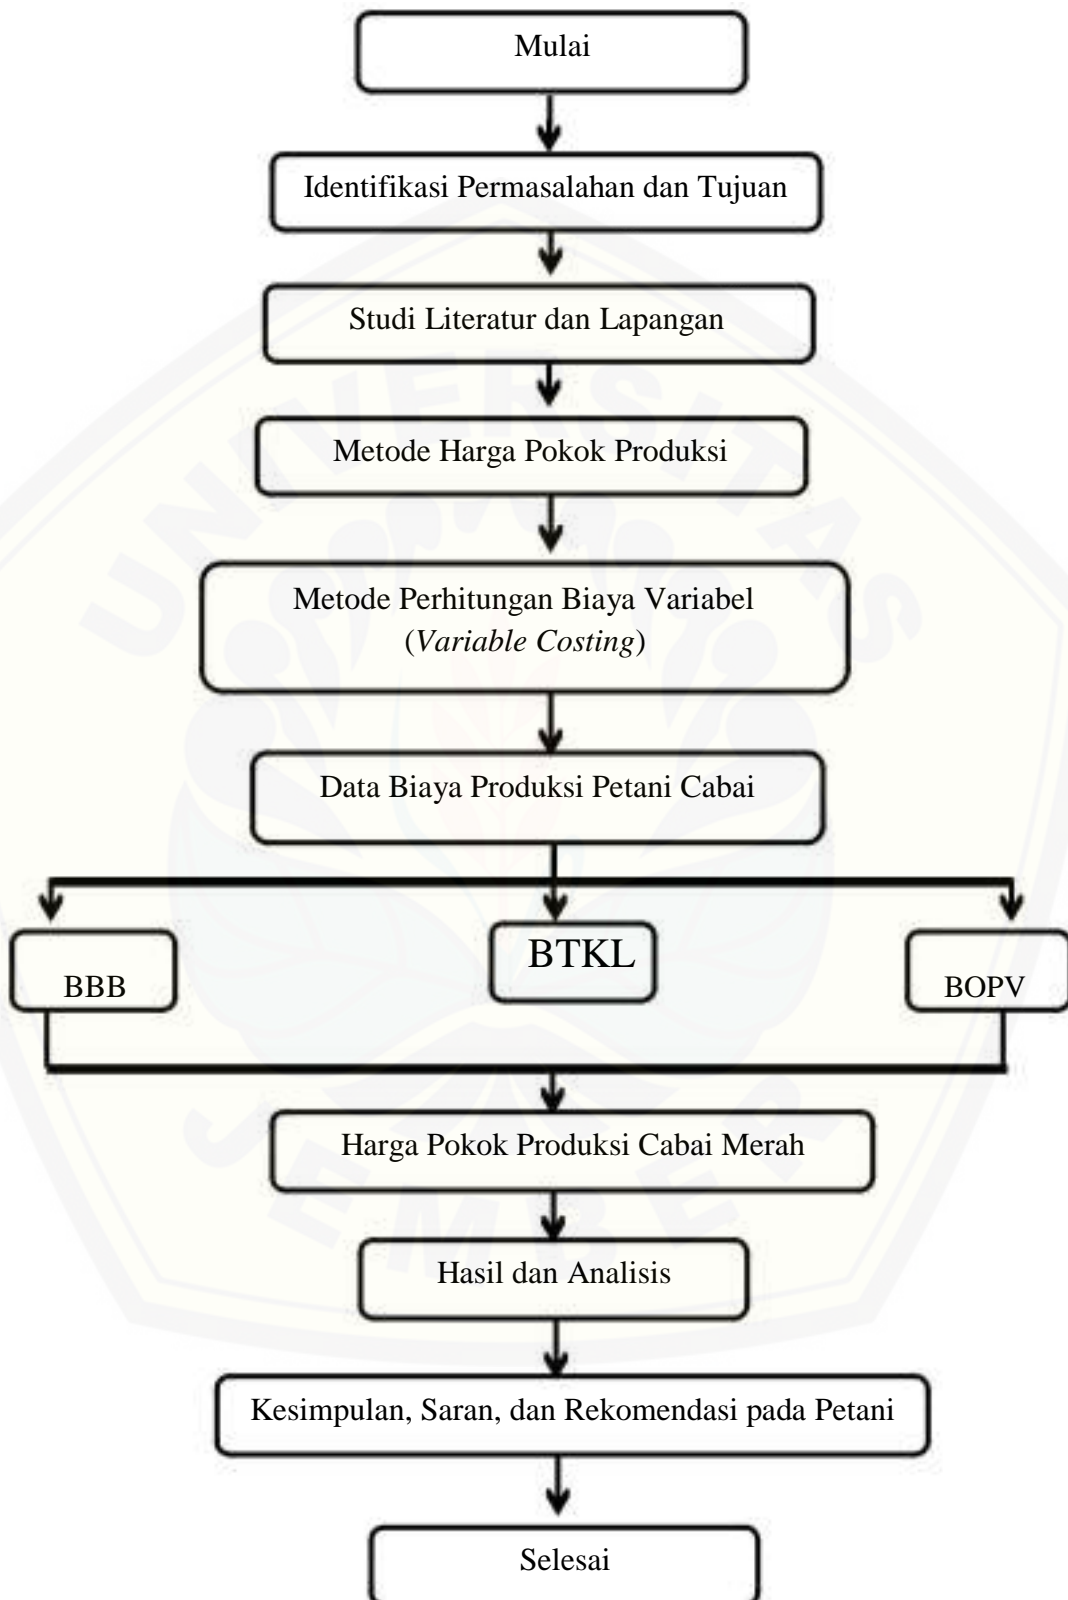 Mulai
Identifikasi Permasalahan dan Tujuan
Studi Literatur dan Lapangan
Metode Harga Pokok Produksi
Metode Perhitungan Biaya Variabel
(Variable Costing)
Data Biaya Produksi Petani Cabai
BBB
BTKL
BOPV
Harga Pokok Produksi Cabai Merah
Hasil dan Analisis
Kesimpulan, Saran, dan Rekomendasi pada Petani
Selesai
UNIVERSITAS
JEMBER